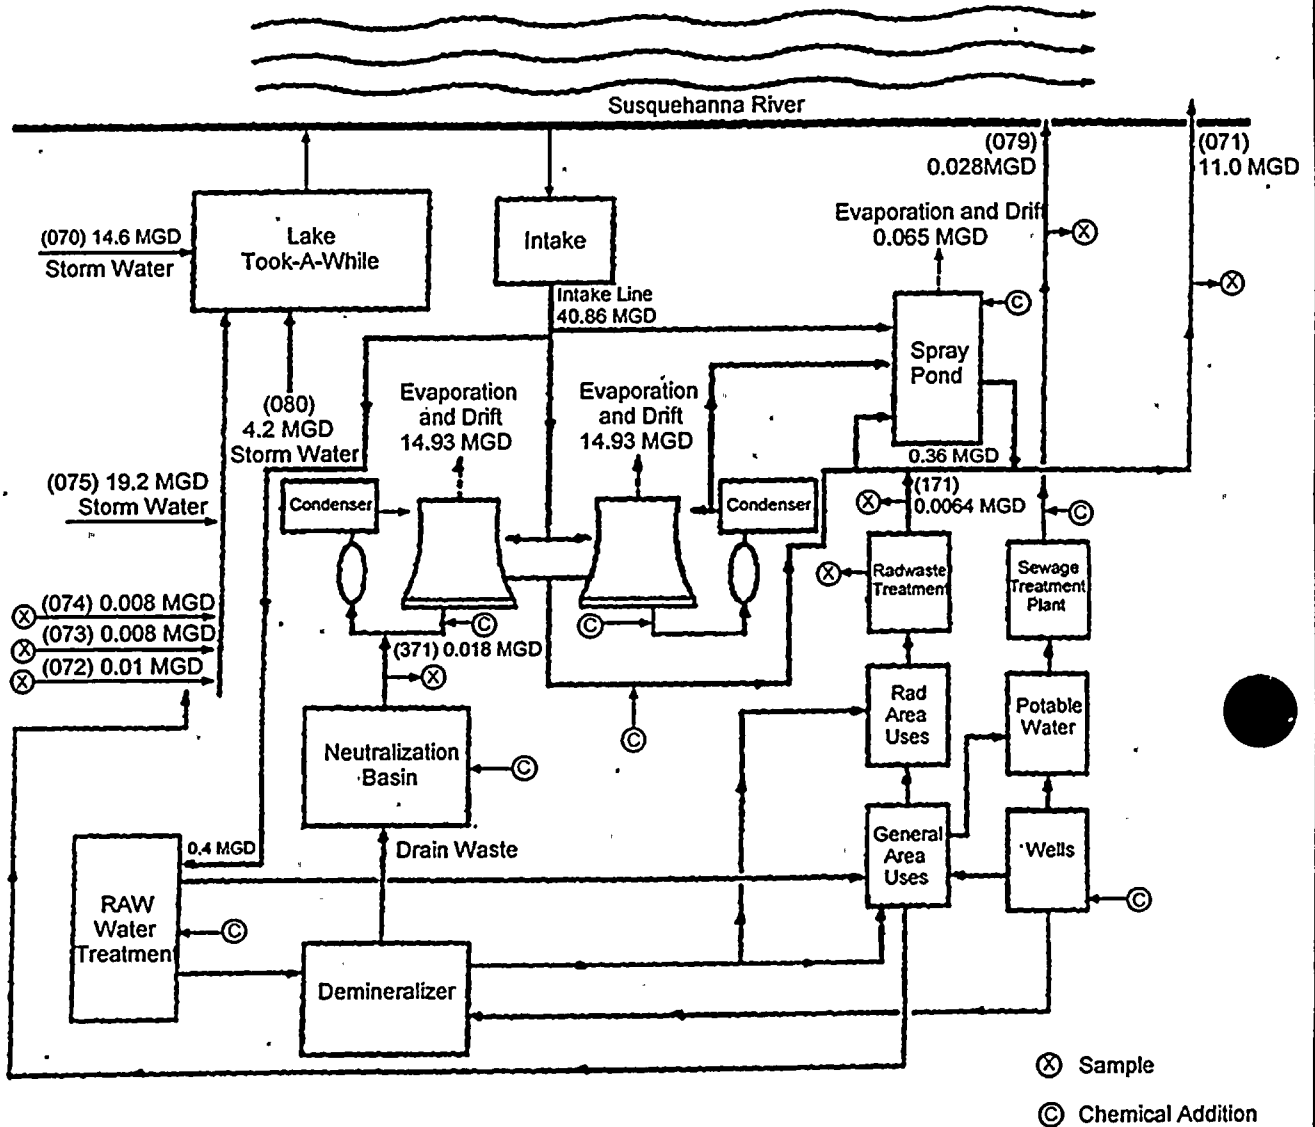 Susquehanna River
(079)
0.028MGD
(071)
11.0 MGD
Evaporation and Drift
0.065 MGD
(070) 14.6 MGD
Storm Water
Lake
Took-A-While
Intake
Intake Line
40.86 MGD
X
X
C
Spray
Pond
Evaporation
and Drift
14.93 MGD
Evaporation
and Drift
14.93 MGD
(080)
4.2 MGD
Storm Water
0.36 MGD
(075) 19.2 MGD
Storm Water
Condenser
Condenser
X
(171)
0.0064 MGD
C
X
Radwaste
Treatment
Sewage
Treatment
Plant
X
(074) 0.008 MGD
X
(073) 0.008 MGD
X
(072) 0.01 MGD
C
C
(371) 0.018 MGD
X
Rad
Area
Uses
Potable
Water
C
Neutralization
Basin
C
0.4 MGD
Drain Waste
General
Area
Uses
Wells
C
RAW
Water
Treatment
C
Demineralizer
X Sample
C Chemical Addition